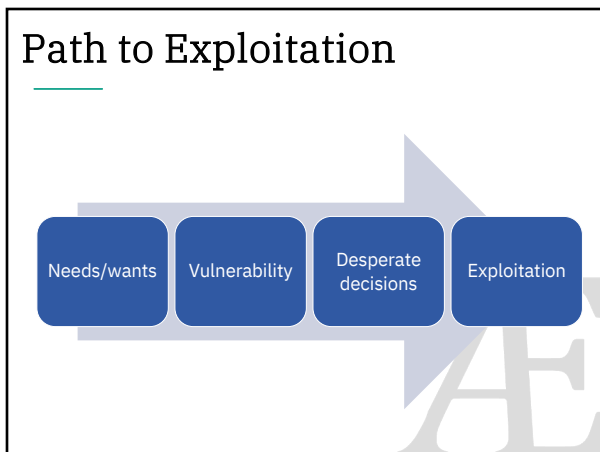 Path to Exploitation
Needs/wants
Vulnerability
Desperate
decisions
Exploitation
Æ